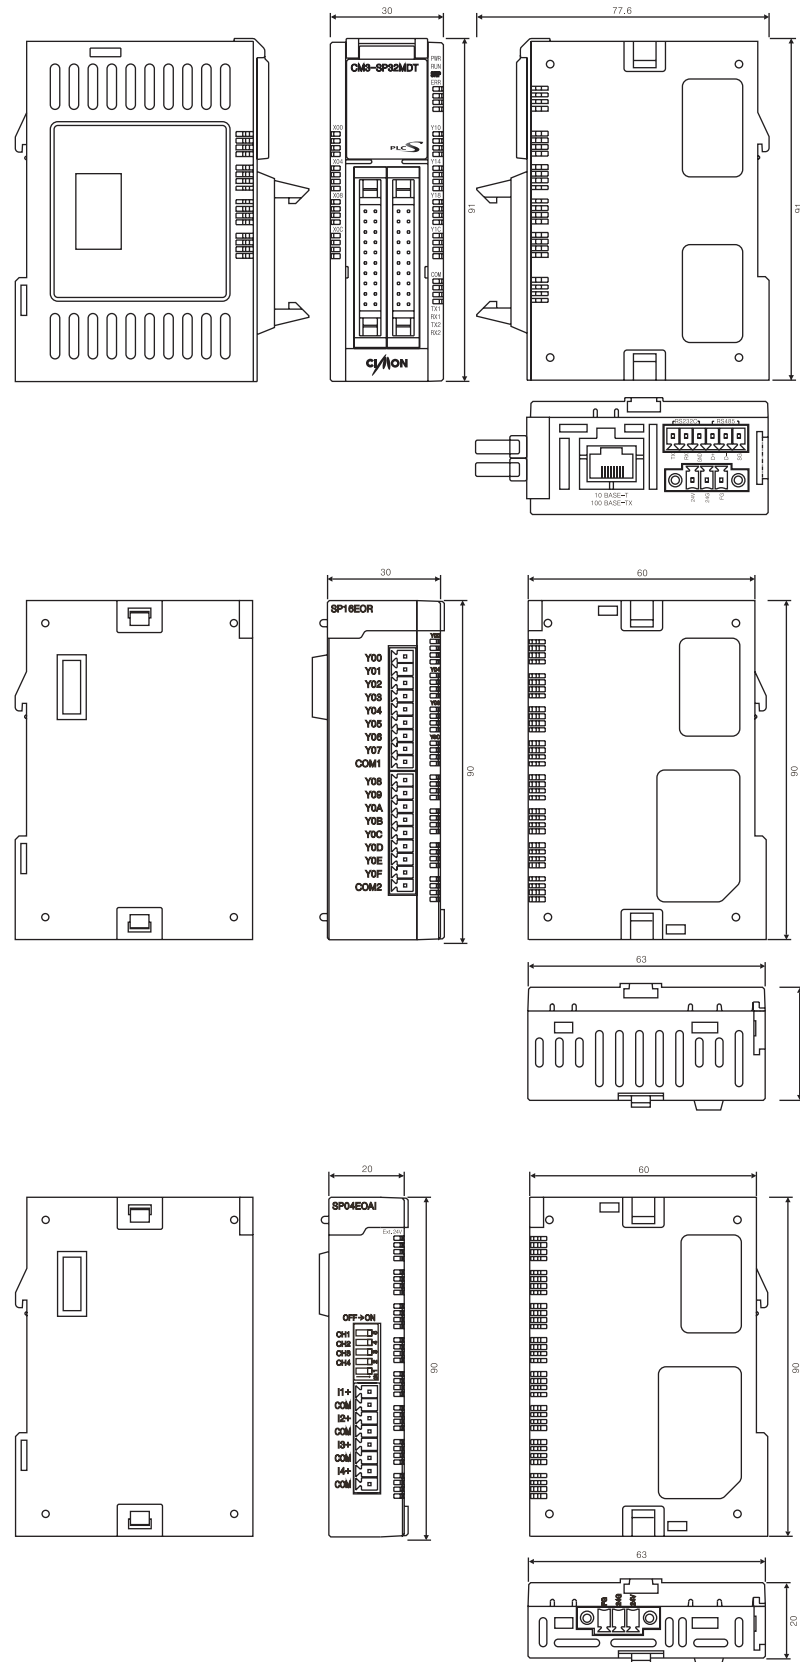 30
77.6
CM3-SP32MDT
PWR
RUN
ERR
X00
Y10
PLC S
X04
Y14
X08
Y18
X0C
Y1C
91
91
COM
TX1
RX1
TX2
RX2
CIMON
RS232C
RS485
TX
RX
D+
D-
SG
24V
24G
FG
10 BASE-T
100 BASE-TX
30
60
SP16EOR
Y00
Y01
Y02
Y03
Y04
Y05
Y06
Y07
COM1
Y08
Y09
Y0A
Y0B
Y0C
Y0D
Y0E
Y0F
COM2
90
90
63
20
60
SP04EOAI
Ext.24V
OFF→ON
CH1
CH2
CH3
CH4
I1+
COM
I2+
COM
I3+
COM
I4+
COM
90
90
63
FG
24G
24V
20